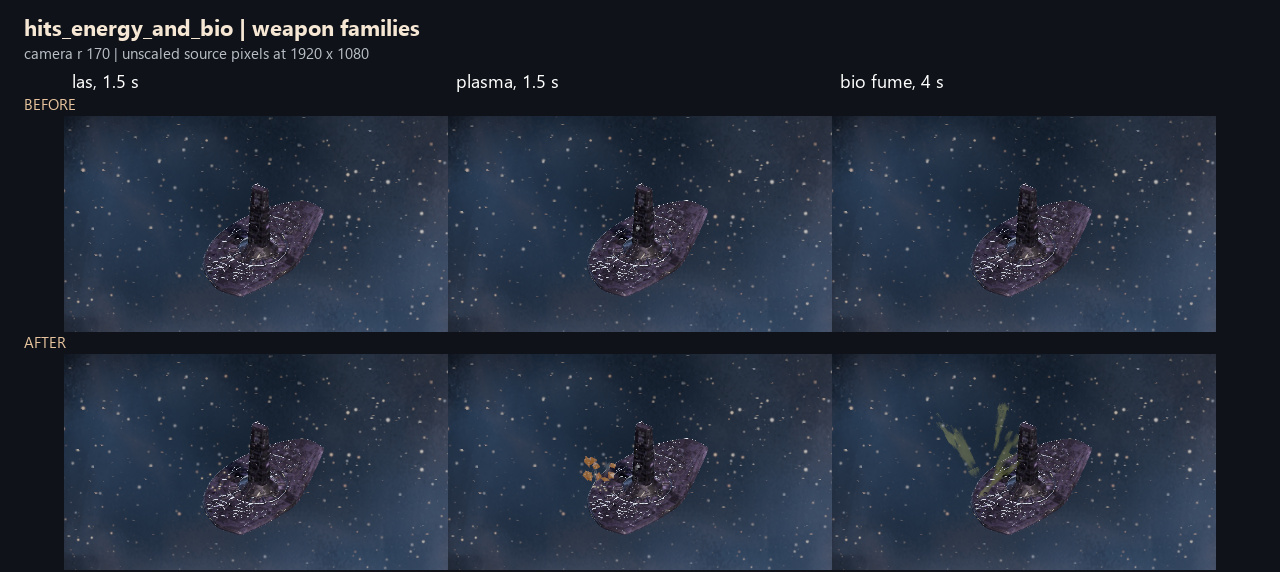 hits_energy_and_bio | weapon families
camera r 170 | unscaled source pixels at 1920 x 1080
las, 1.5 s
plasma, 1.5 s
bio fume, 4 s
BEFORE
AFTER